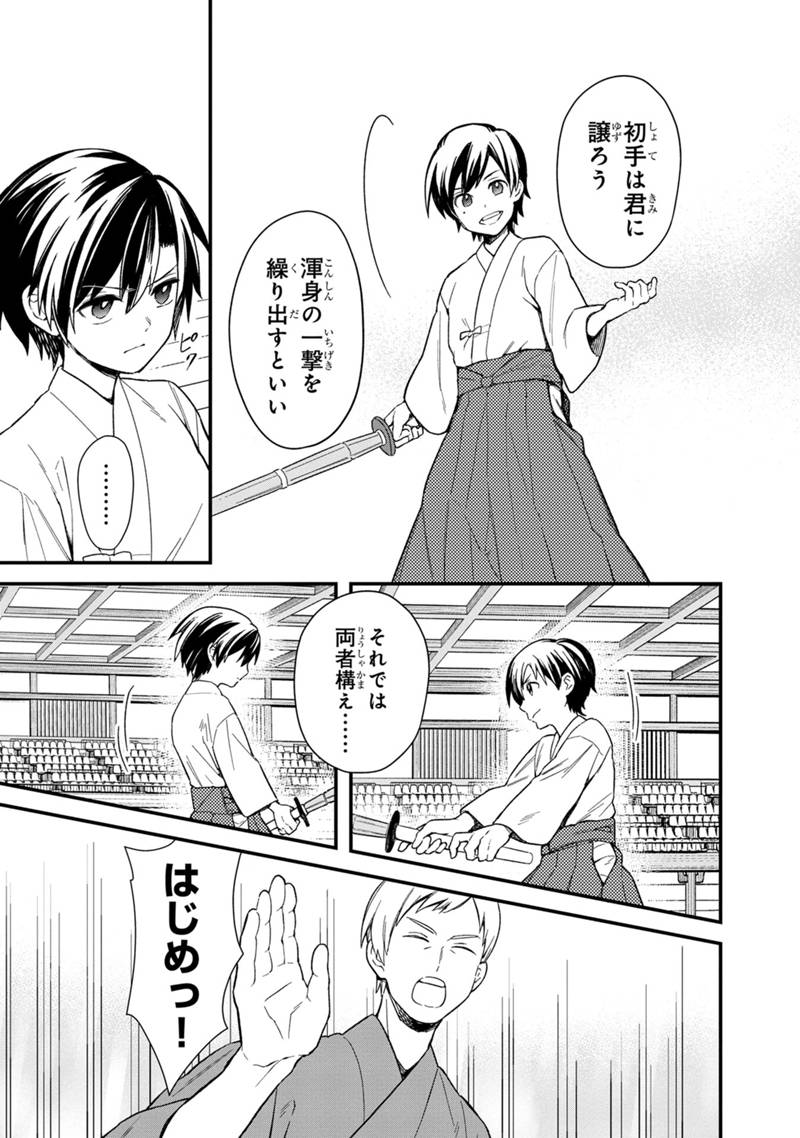 初手は君に
譲ろう
渾身の一撃を
繰り出すといい
ピク
………
それでは
両者構え……
はじめっ！